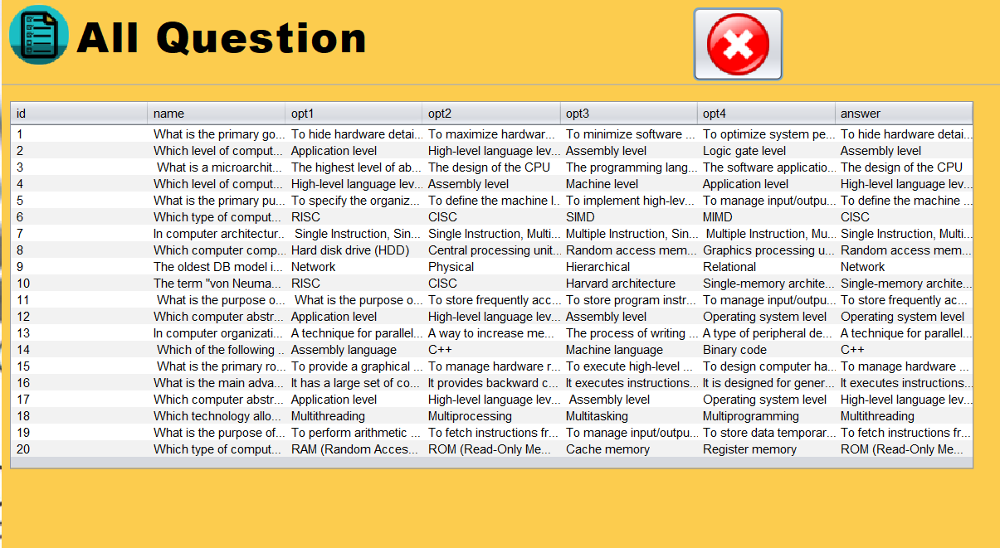 All Question
id name opt1 opt2 opt3 opt4 answer
1 What is the primary go... To hide hardware detai... To maximize hardwar... To minimize software ... To optimize system pe... To hide hardware detai...
2 Which level of comput... Application level High-level language lev... Assembly level Logic gate level Assembly level
3 What is a microarchit... The highest level of ab... The design of the CPU The programming lang... The software applicatio... The design of the CPU
4 Which level of comput... High-level language lev... Assembly level Machine level Application level High-level language lev...
5 What is the primary pu... To specify the organiz... To define the machine l... To implement high-lev... To manage input/outpu... To define the machine ...
6 Which type of comput... RISC CISC SIMD MIMD CISC
7 In computer architectur... Single Instruction, Sin... Single Instruction, Multi... Multiple Instruction, Sin... Multiple Instruction, Mu... Single Instruction, Multi...
8 Which computer comp... Hard disk drive (HDD) Central processing unit... Random access mem... Graphics processing u... Random access mem...
9 The oldest DB model i... Network Physical Hierarchical Relational Network
10 The term "von Neuma... RISC CISC Harvard architecture Single-memory archite... Single-memory archite...
11 What is the purpose o... What is the purpose o... To store frequently acc... To store program instr... To manage input/outpu... To store frequently ac...
12 Which computer abstr... Application level High-level language lev... Assembly level Operating system level Operating system level
13 In computer organizati... A technique for parallel... A way to increase me... The process of writing ... A type of peripheral de... A technique for parallel...
14 Which of the following ... Assembly language C++ Machine language Binary code C++
15 What is the primary ro... To provide a graphical ... To manage hardware r... To execute high-level ... To design computer ha... To manage hardware ...
16 What is the main adva... It has a large set of co... It provides backward c... It executes instructions... It is designed for gener... It executes instructions...
17 Which computer abstr... Application level High-level language lev... Assembly level Operating system level High-level language lev...
18 Which technology allo... Multithreading Multiprocessing Multitasking Multiprogramming Multithreading
19 What is the purpose of... To perform arithmetic ... To fetch instructions fr... To manage input/outpu... To store data temporar... To fetch instructions fr...
20 Which type of comput... RAM (Random Acces... ROM (Read-Only Me... Cache memory Register memory ROM (Read-Only Me...